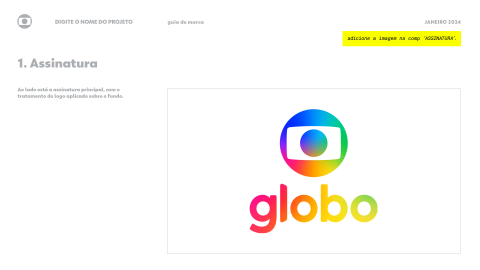 DIGITE O NOME DO PROJETO
guia de marca
JANEIRO 2024
adicione a imagem na comp 'ASSINATURA'.
1. Assinatura
Ao lado está a assinatura principal, com o
tratamento da logo aplicado sobre o fundo.
globo